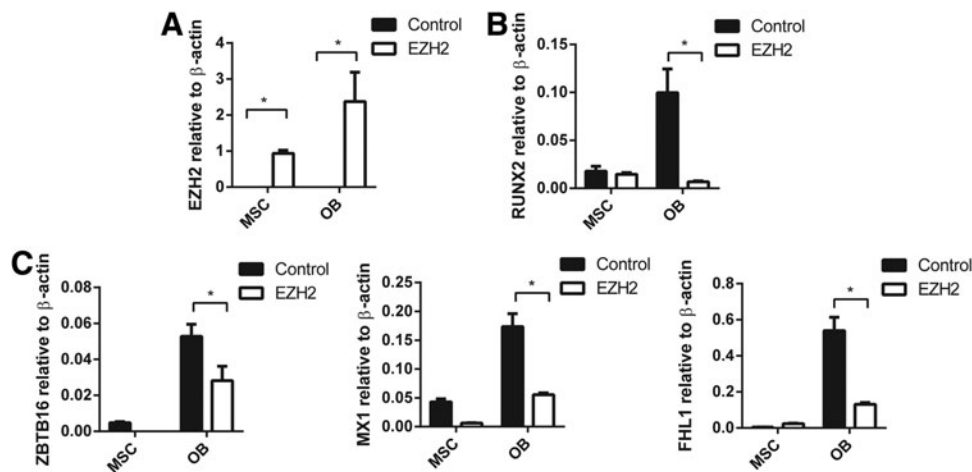 A
EZH2 relative to β-actin
4
3
2
1
0
*
*
MSC
OB
Control
EZH2
B
RUNX2 relative to β-actin
0.15
0.10
0.05
0.00
*
MSC
OB
Control
EZH2
C
ZBTB16 relative to β-actin
0.08
0.06
0.04
0.02
0.00
*
MSC
OB
Control
EZH2
MX1 relative to β-actin
0.25
0.20
0.15
0.10
0.05
0.00
*
MSC
OB
Control
EZH2
FHL1 relative to β-actin
0.8
0.6
0.4
0.2
0.0
*
MSC
OB
Control
EZH2